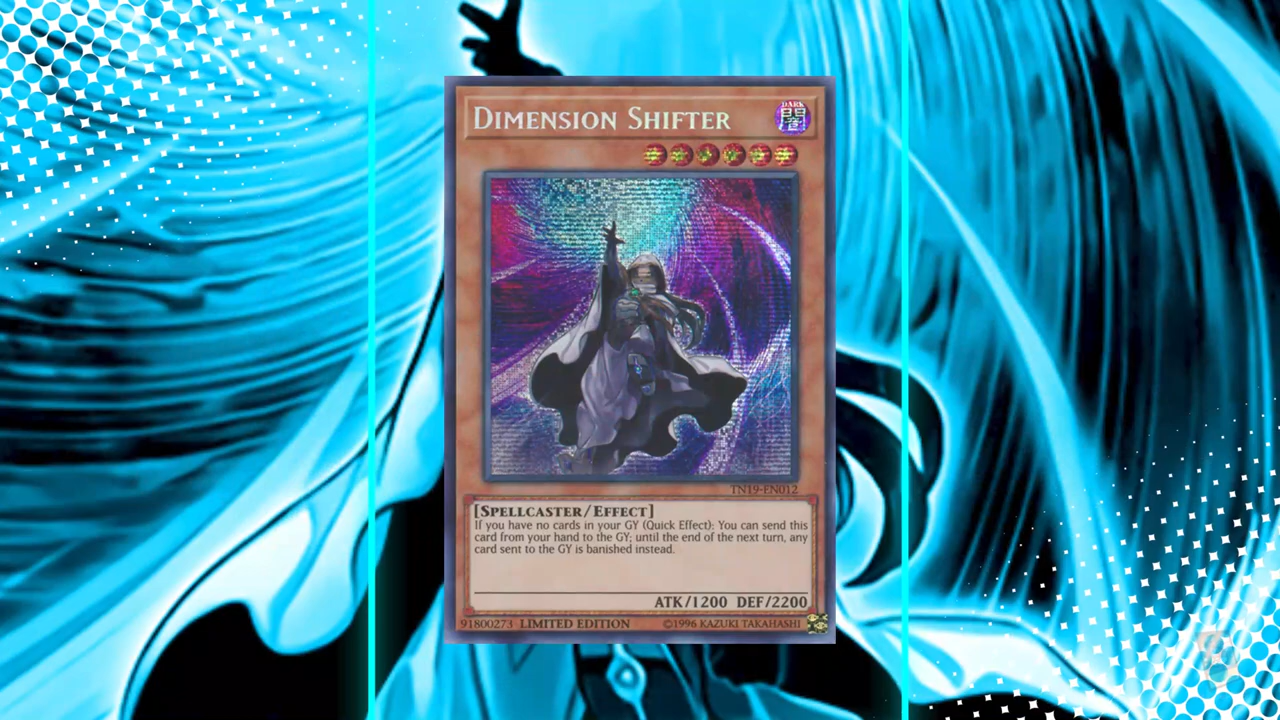 DIMENSION SHIFTER
DARK
闇
TN19-EN012
[SPELLCASTER/EFFECT]
If you have no cards in your GY (Quick Effect): You can send this
card from your hand to the GY; until the end of the next turn, any
card sent to the GY is banished instead.
ATK/1200 DEF/2200
91800273 LIMITED EDITION ©1996 KAZUKI TAKAHASHI